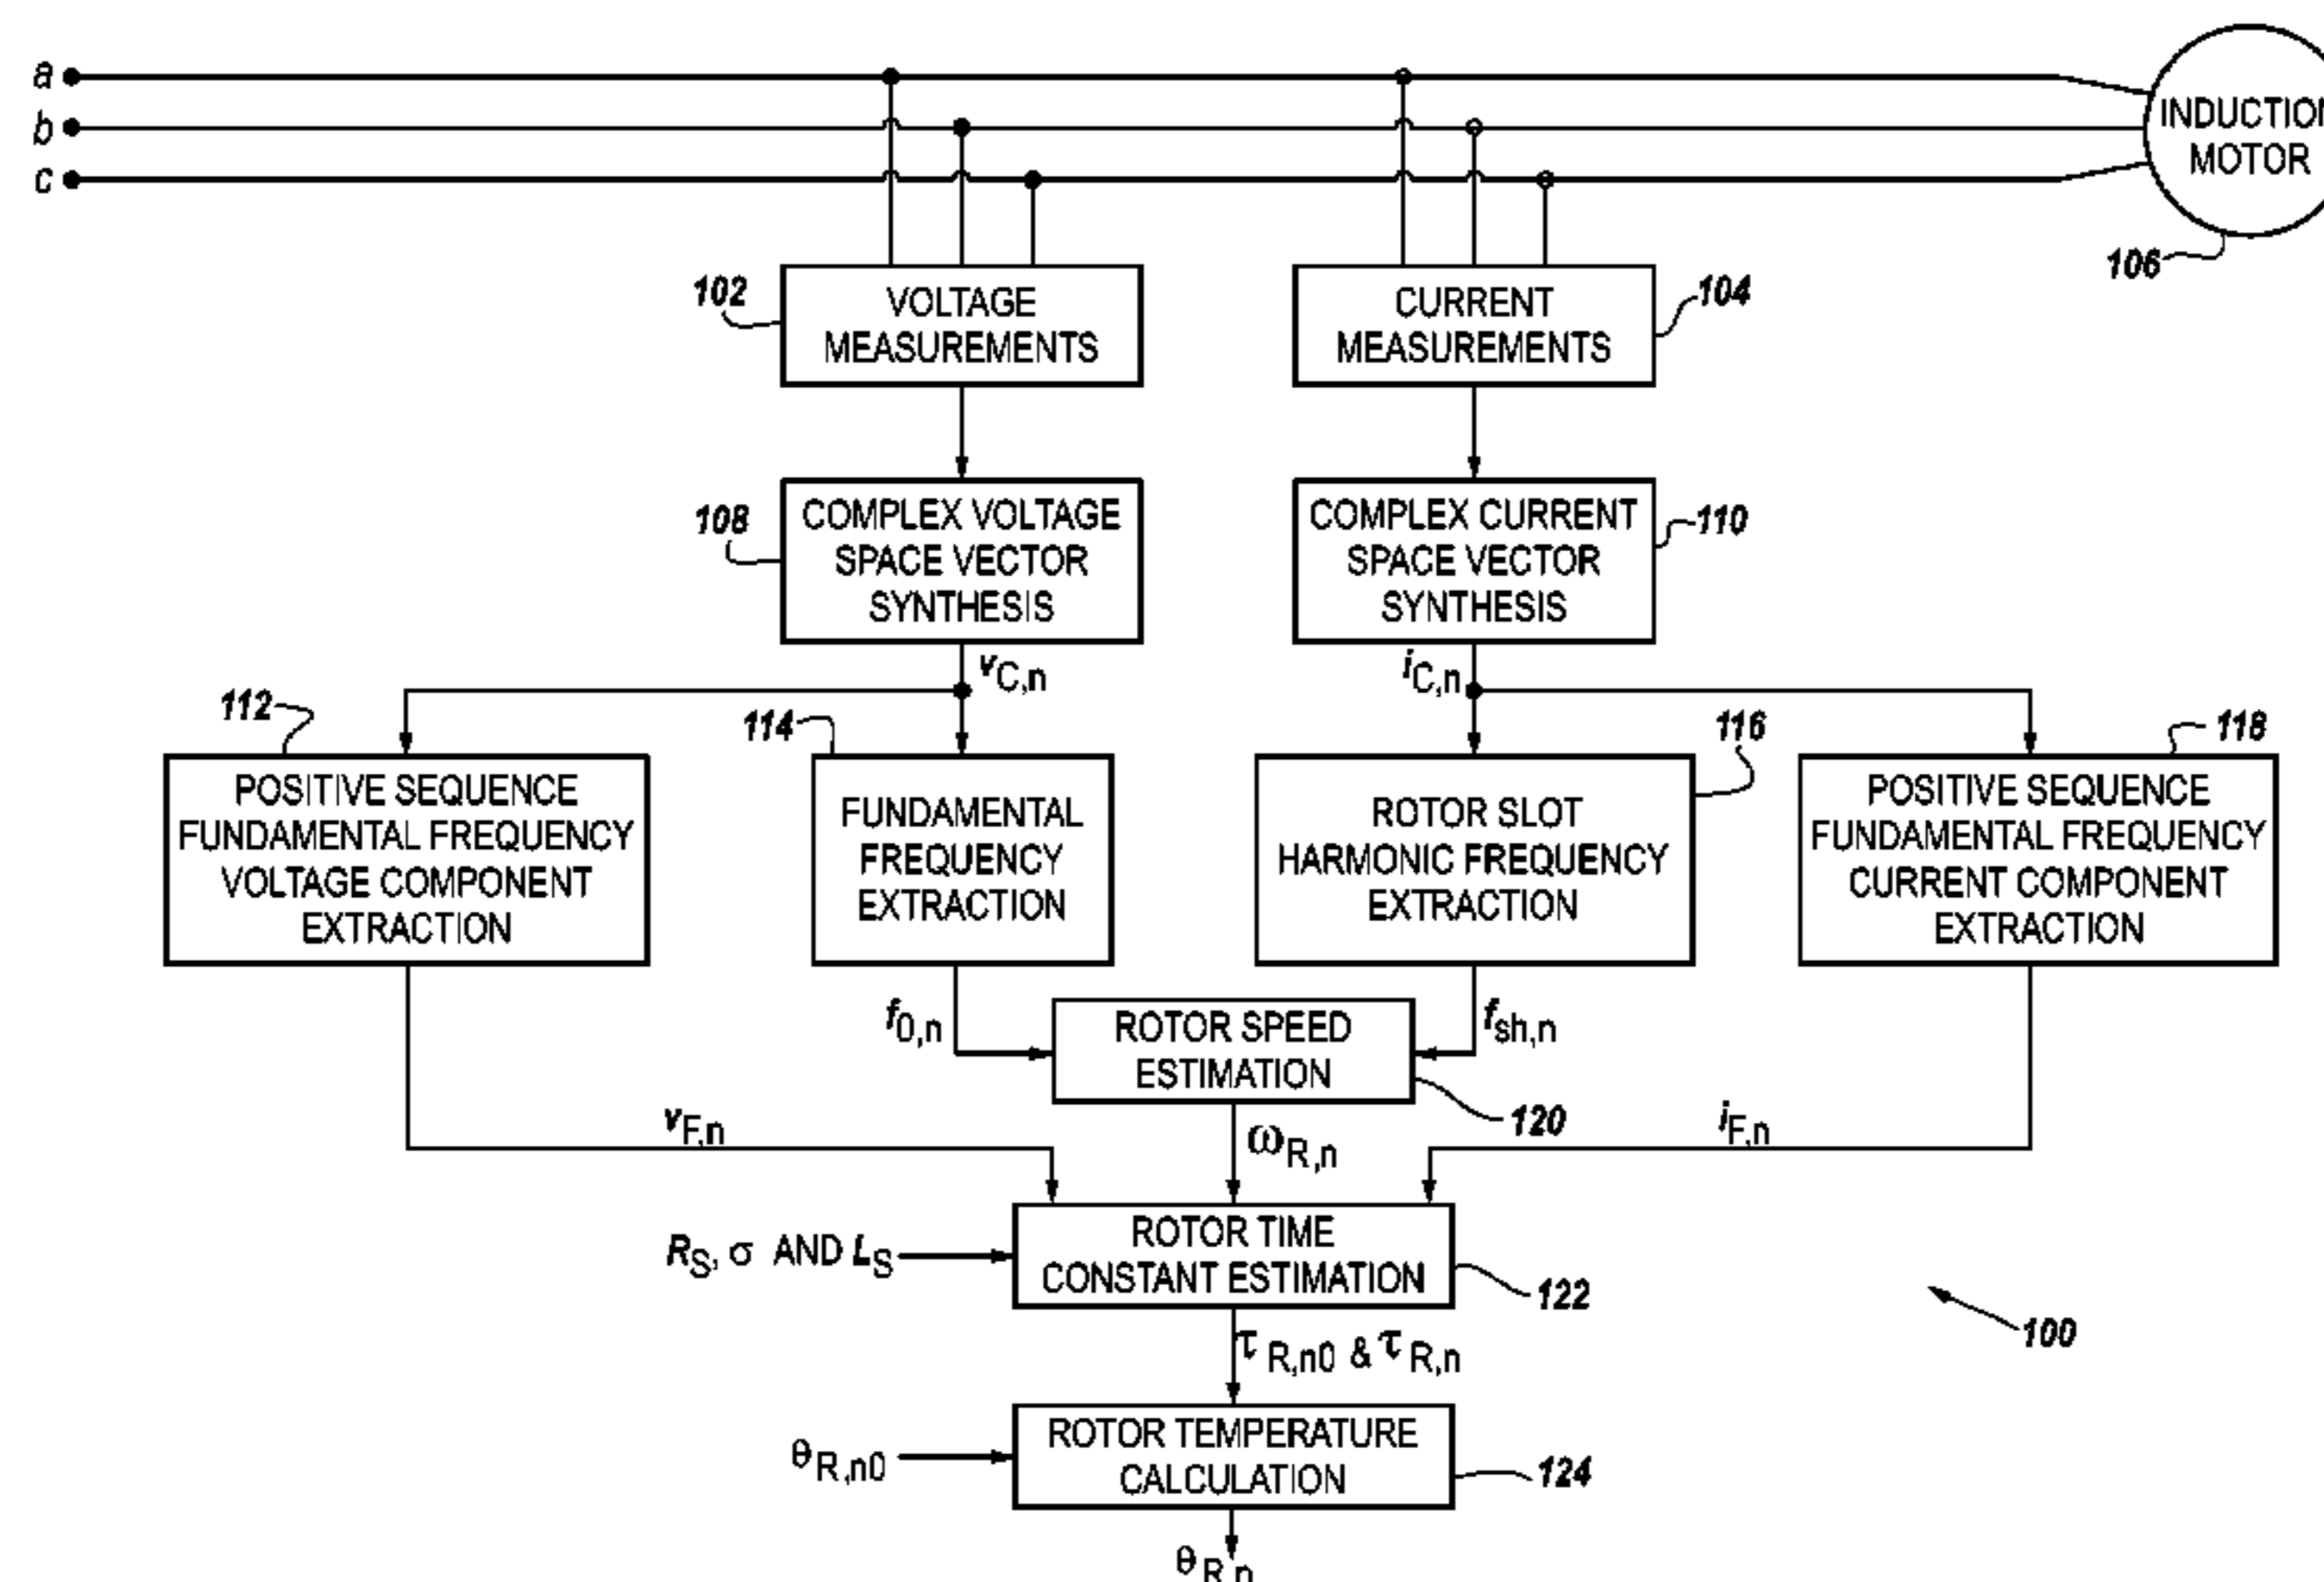 a
b
c
INDUCTION
MOTOR
106
102
VOLTAGE
MEASUREMENTS
CURRENT
MEASUREMENTS
104
108
COMPLEX VOLTAGE
SPACE VECTOR
SYNTHESIS
COMPLEX CURRENT
SPACE VECTOR
SYNTHESIS
110
vC,n
iC,n
112
114
116
118
POSITIVE SEQUENCE
FUNDAMENTAL FREQUENCY
VOLTAGE COMPONENT
EXTRACTION
FUNDAMENTAL
FREQUENCY
EXTRACTION
ROTOR SLOT
HARMONIC FREQUENCY
EXTRACTION
POSITIVE SEQUENCE
FUNDAMENTAL FREQUENCY
CURRENT COMPONENT
EXTRACTION
f0,n
ROTOR SPEED
ESTIMATION
fsh,n
120
vF,n
ωR,n
iF,n
RS, σ AND LS
ROTOR TIME
CONSTANT ESTIMATION
122
100
τR,n0 & τR,n
θR,n0
ROTOR TEMPERATURE
CALCULATION
124
θR,n